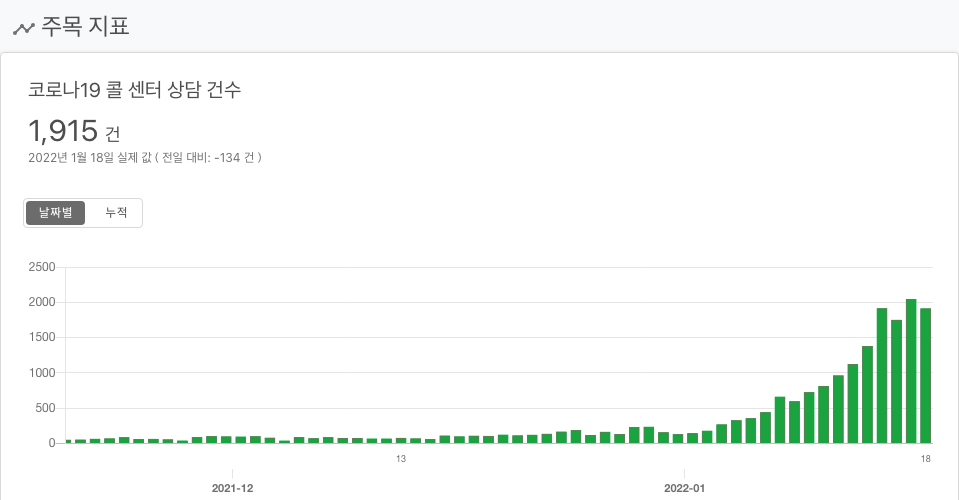 주목 지표
코로나19 콜 센터 상담 건수
1,915 건
2022년 1월 18일 실제 값 ( 전일 대비: -134 건 )
날짜별 누적
2500
2000
1500
1000
500
0
13 18
2021-12 2022-01